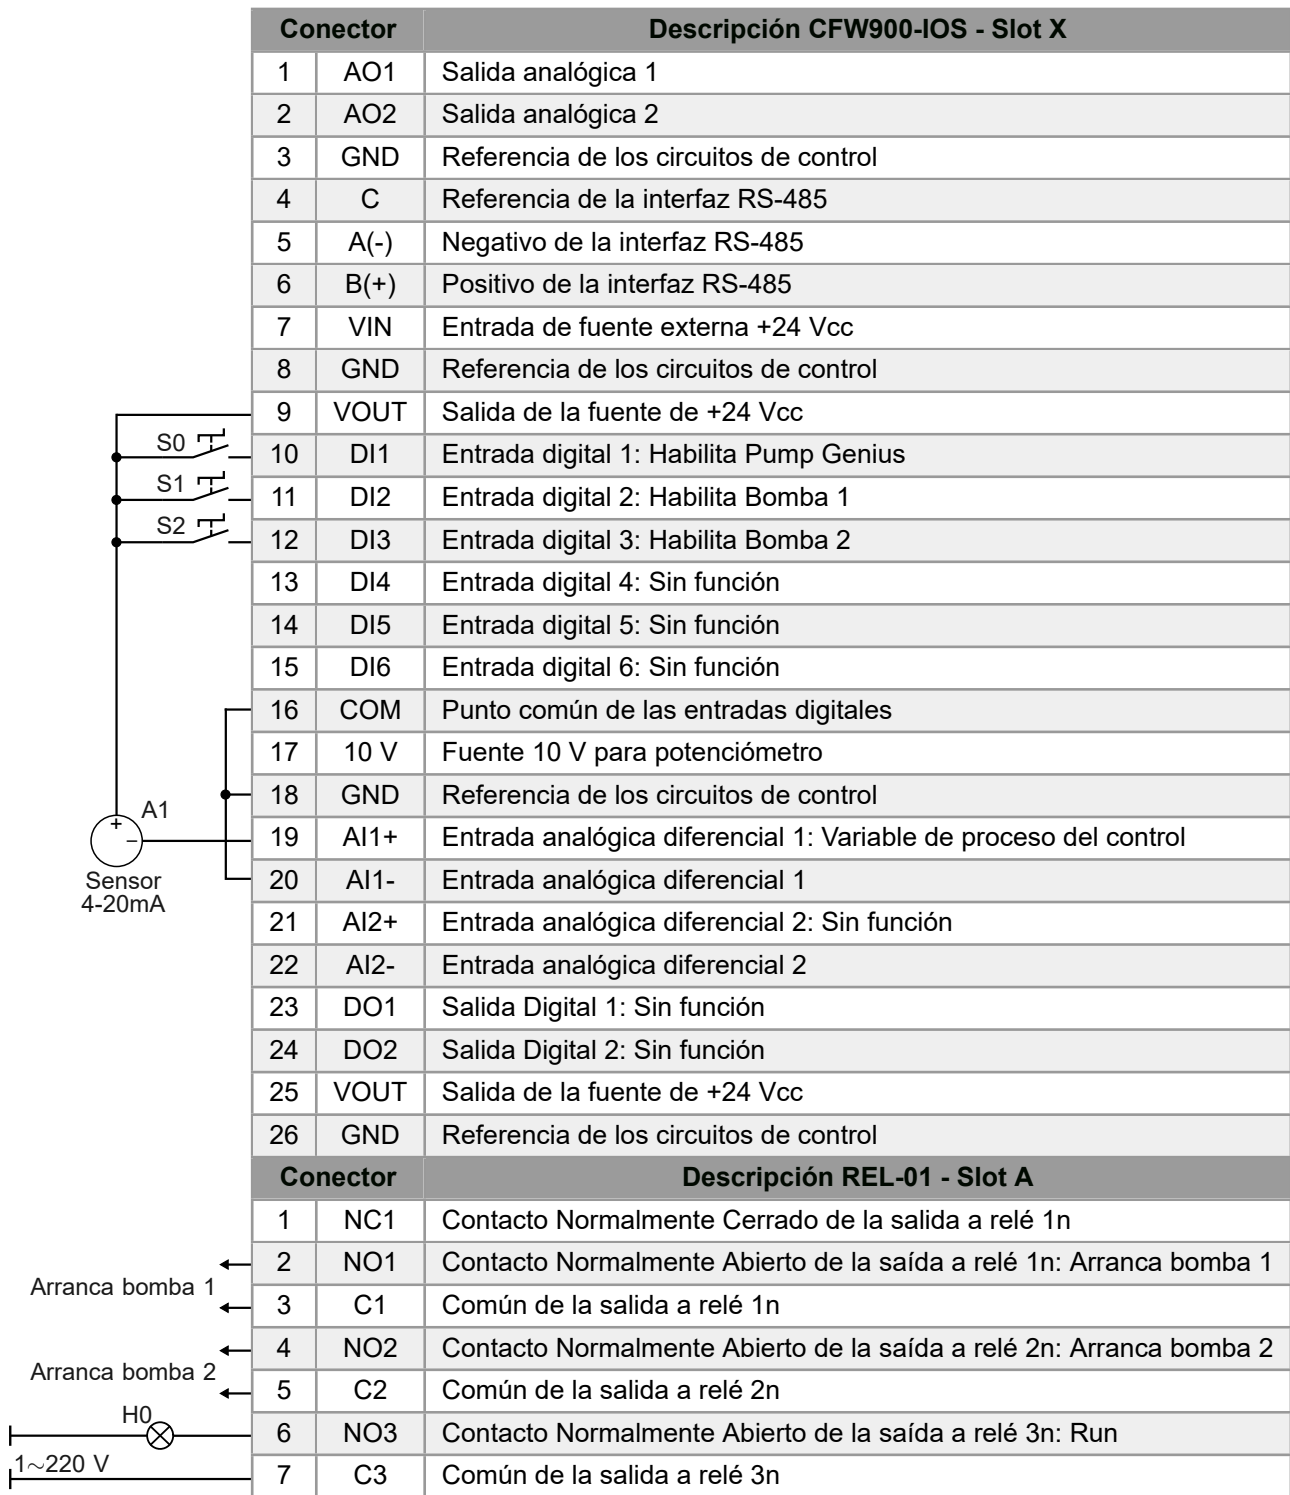 Conector Descripción CFW900-IOS - Slot X
1 AO1 Salida analógica 1
2 AO2 Salida analógica 2
3 GND Referencia de los circuitos de control
4 C Referencia de la interfaz RS-485
5 A(-) Negativo de la interfaz RS-485
6 B(+) Positivo de la interfaz RS-485
7 VIN Entrada de fuente externa +24 Vcc
8 GND Referencia de los circuitos de control
9 VOUT Salida de la fuente de +24 Vcc
S0 10 DI1 Entrada digital 1: Habilita Pump Genius
S1 11 DI2 Entrada digital 2: Habilita Bomba 1
S2 12 DI3 Entrada digital 3: Habilita Bomba 2
13 DI4 Entrada digital 4: Sin función
14 DI5 Entrada digital 5: Sin función
15 DI6 Entrada digital 6: Sin función
16 COM Punto común de las entradas digitales
17 10 V Fuente 10 V para potenciómetro
18 GND Referencia de los circuitos de control
A1
+
−
19 AI1+ Entrada analógica diferencial 1: Variable de proceso del control
Sensor
4-20mA
20 AI1- Entrada analógica diferencial 1
21 AI2+ Entrada analógica diferencial 2: Sin función
22 AI2- Entrada analógica diferencial 2
23 DO1 Salida Digital 1: Sin función
24 DO2 Salida Digital 2: Sin función
25 VOUT Salida de la fuente de +24 Vcc
26 GND Referencia de los circuitos de control
Conector Descripción REL-01 - Slot A
1 NC1 Contacto Normalmente Cerrado de la salida a relé 1n
2 NO1 Contacto Normalmente Abierto de la saída a relé 1n: Arranca bomba 1
Arranca bomba 1
3 C1 Común de la salida a relé 1n
4 NO2 Contacto Normalmente Abierto de la saída a relé 2n: Arranca bomba 2
Arranca bomba 2
5 C2 Común de la salida a relé 2n
H0
6 NO3 Contacto Normalmente Abierto de la saída a relé 3n: Run
1~220 V
7 C3 Común de la salida a relé 3n